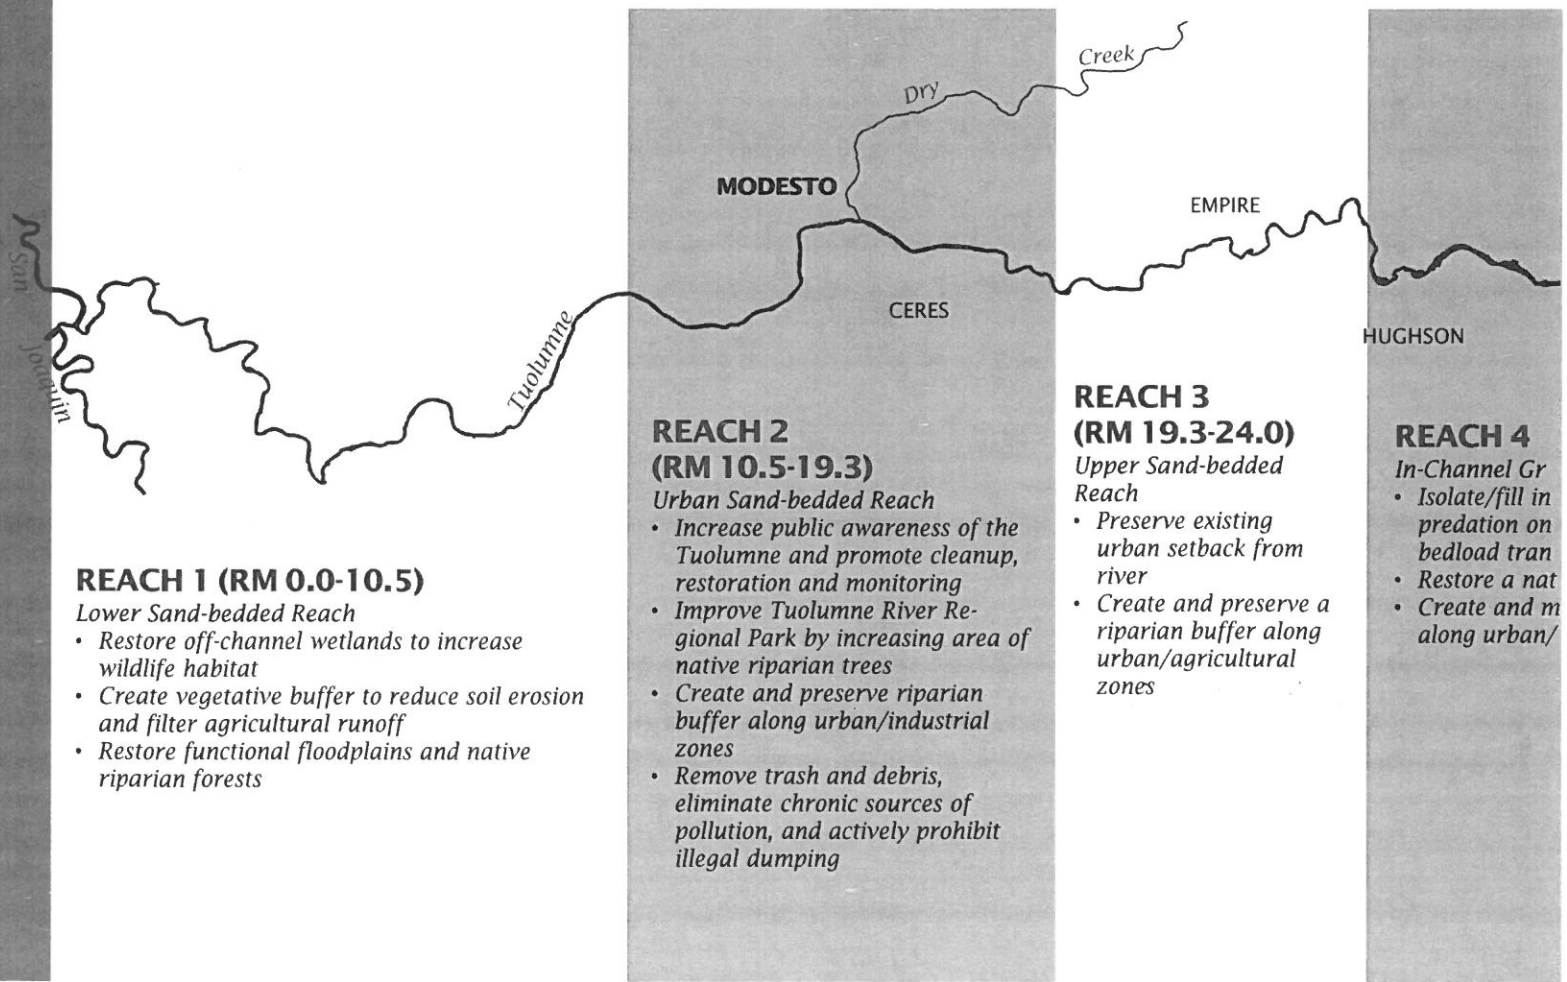 Dry
Creek
MODESTO
EMPIRE
San
Joaquin
Tuolumne
CERES
HUGHSON
REACH 1 (RM 0.0-10.5)
Lower Sand-bedded Reach
• Restore off-channel wetlands to increase
wildlife habitat
• Create vegetative buffer to reduce soil erosion
and filter agricultural runoff
• Restore functional floodplains and native
riparian forests
REACH 2
(RM 10.5-19.3)
Urban Sand-bedded Reach
• Increase public awareness of the
Tuolumne and promote cleanup,
restoration and monitoring
• Improve Tuolumne River Re-
gional Park by increasing area of
native riparian trees
• Create and preserve riparian
buffer along urban/industrial
zones
• Remove trash and debris,
eliminate chronic sources of
pollution, and actively prohibit
illegal dumping
REACH 3
(RM 19.3-24.0)
Upper Sand-bedded
Reach
• Preserve existing
urban setback from
river
• Create and preserve a
riparian buffer along
urban/agricultural
zones
REACH 4
In-Channel Gr
• Isolate/fill in
predation on
bedload tran
• Restore a nat
• Create and m
along urban/